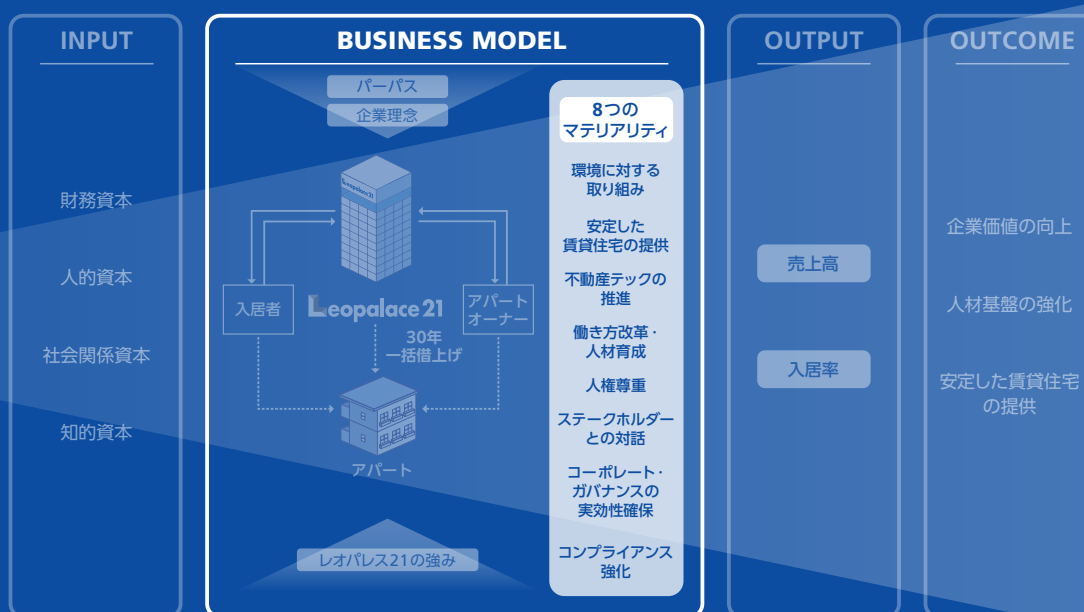 INPUT
財務資本
人的資本
社会関係資本
知的資本
BUSINESS MODEL
パーパス
企業理念
Leopalace21
入居者
Leopalace21
アパート
オーナー
30年
一括借上げ
アパート
レオパレス21の強み
8つの
マテリアリティ
環境に対する
取り組み
安定した
賃貸住宅の提供
不動産テックの
推進
働き方改革・
人材育成
人権尊重
ステークホルダー
との対話
コーポレート・
ガバナンスの
実効性確保
コンプライアンス
強化
OUTPUT
売上高
入居率
OUTCOME
企業価値の向上
人材基盤の強化
安定した賃貸住宅
の提供